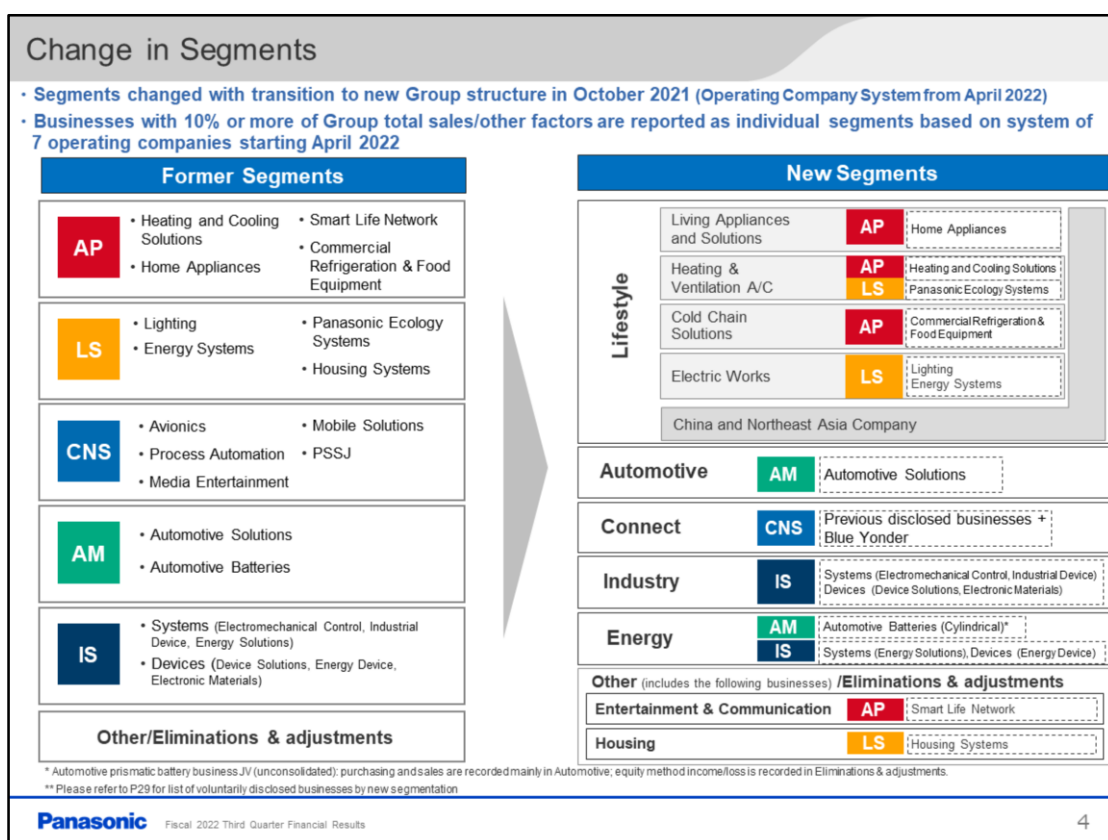 Change in Segments
・Segments changed with transition to new Group structure in October 2021 (Operating Company System from April 2022)
・Businesses with 10% or more of Group total sales/other factors are reported as individual segments based on system of
7 operating companies starting April 2022
Former Segments
AP
• Heating and Cooling
Solutions
• Home Appliances
• Smart Life Network
• Commercial
Refrigeration & Food
Equipment
LS
• Lighting
• Energy Systems
• Panasonic Ecology
Systems
• Housing Systems
CNS
• Avionics
• Process Automation
• Media Entertainment
• Mobile Solutions
• PSSJ
AM
• Automotive Solutions
• Automotive Batteries
IS
• Systems (Electromechanical Control, Industrial
Device, Energy Solutions)
• Devices (Device Solutions, Energy Device,
Electronic Materials)
Other/Eliminations & adjustments
New Segments
Lifestyle
Living Appliances
and Solutions
AP
Home Appliances
Heating &
Ventilation A/C
AP
Heating and Cooling Solutions
LS
Panasonic Ecology Systems
Cold Chain
Solutions
AP
Commercial Refrigeration &
Food Equipment
Electric Works
LS
Lighting
Energy Systems
China and Northeast Asia Company
Automotive
AM
Automotive Solutions
Connect
CNS
Previous disclosed businesses +
Blue Yonder
Industry
IS
Systems (Electromechanical Control, Industrial Device)
Devices (Device Solutions, Electronic Materials)
Energy
AM
Automotive Batteries (Cylindrical)*
IS
Systems (Energy Solutions), Devices (Energy Device)
Other (includes the following businesses) /Eliminations & adjustments
Entertainment & Communication
AP
Smart Life Network
Housing
LS
Housing Systems
* Automotive prismatic battery business JV (unconsolidated): purchasing and sales are recorded mainly in Automotive; equity method income/loss is recorded in Eliminations & adjustments.
** Please refer to P29 for list of voluntarily disclosed businesses by new segmentation
Panasonic
Fiscal 2022 Third Quarter Financial Results
4